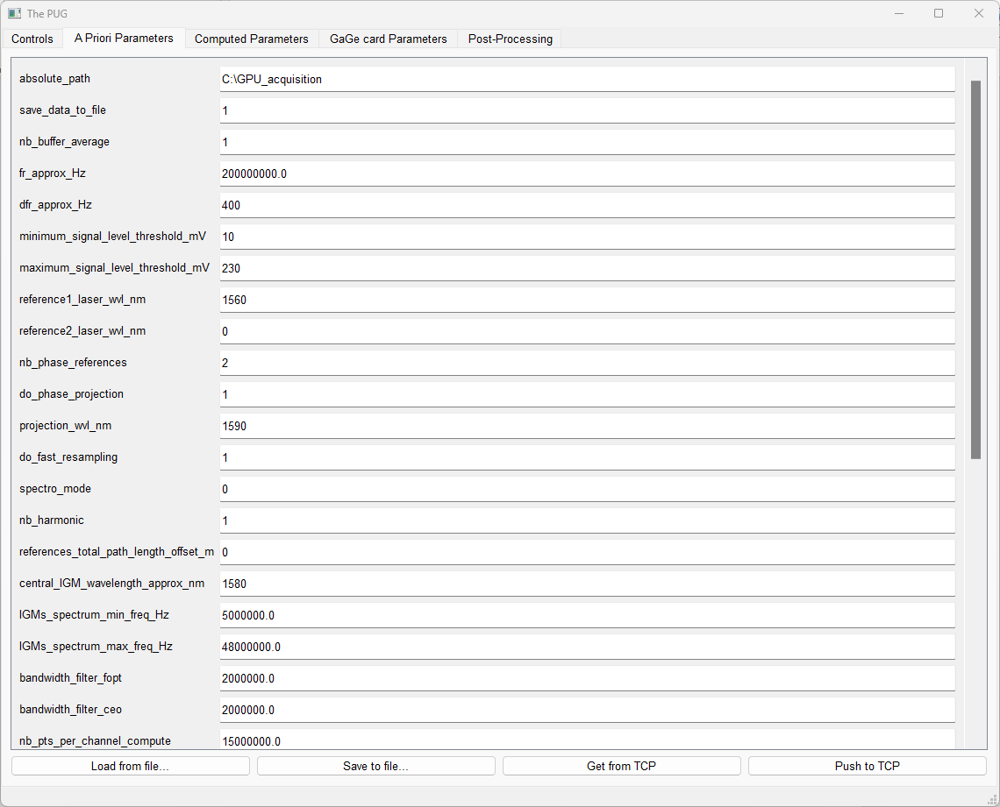 The PUG
Controls A Priori Parameters Computed Parameters GaGe card Parameters Post-Processing
absolute_path C:\GPU_acquisition
save_data_to_file 1
nb_buffer_average 1
fr_approx_Hz 200000000.0
dfr_approx_Hz 400
minimum_signal_level_threshold_mV 10
maximum_signal_level_threshold_mV 230
reference1_laser_wvl_nm 1560
reference2_laser_wvl_nm 0
nb_phase_references 2
do_phase_projection 1
projection_wvl_nm 1590
do_fast_resampling 1
spectro_mode 0
nb_harmonic 1
references_total_path_length_offset_m 0
central_IGM_wavelength_approx_nm 1580
IGMs_spectrum_min_freq_Hz 5000000.0
IGMs_spectrum_max_freq_Hz 48000000.0
bandwidth_filter_fopt 2000000.0
bandwidth_filter_ceo 2000000.0
nb_pts_per_channel_compute 15000000.0
Load from file... Save to file... Get from TCP Push to TCP